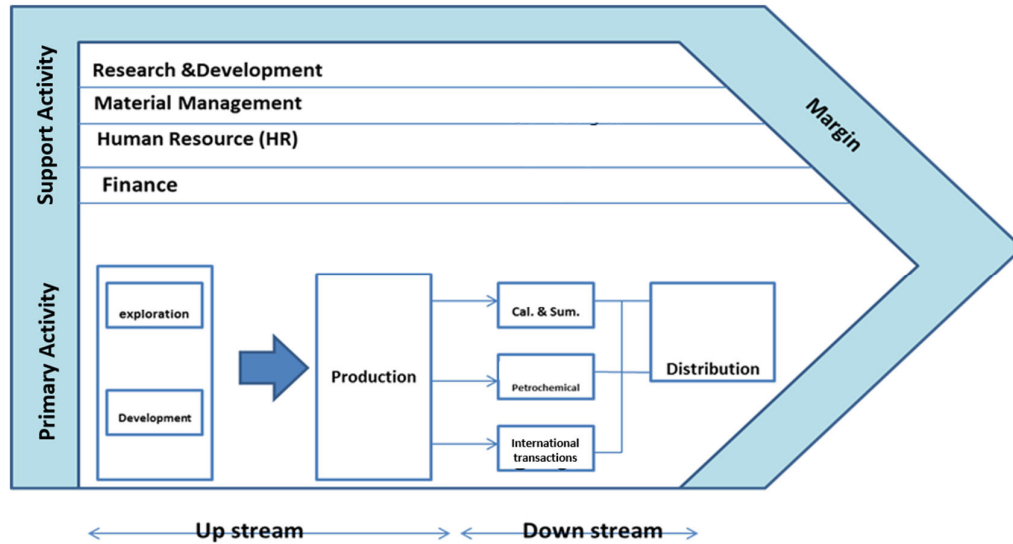 Support Activity
Research &Development
Material Management
Human Resource (HR)
Finance
Margin
Primary Activity
exploration
Development
Production
Cal. & Sum.
Petrochemical
International
transactions
Distribution
Up stream
Down stream